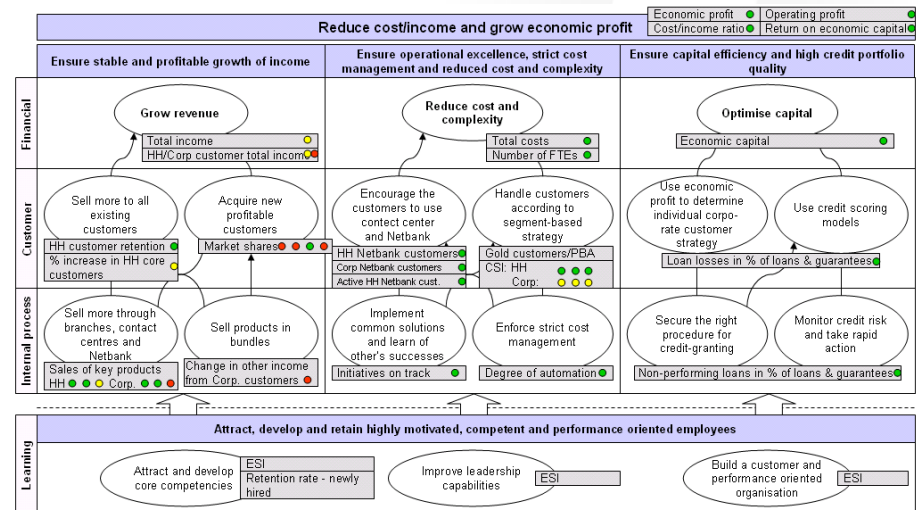 Reduce cost/income and grow economic profit
Economic profit
Operating profit
Cost/income ratio
Return on economic capital
Ensure stable and profitable growth of income
Ensure operational excellence, strict cost
management and reduced cost and complexity
Ensure capital efficiency and high credit portfolio
quality
Financial
Grow revenue
Total income
HH/Corp customer total income
Reduce cost and
complexity
Total costs
Number of FTEs
Optimise capital
Economic capital
Customer
Sell more to all
existing
customers
HH customer retention
% increase in HH core
customers
Acquire new
profitable
customers
Market shares
Encourage the
customers to use
contect center
and Netbank
HH Netbank customers
Corp Netbank customers
Active HH Netbank cust.
Handle customers
according to
segment-based
strategy
Gold customers/PBA
CSI: HH
Corp:
Use economic
profit to determine
individual corpo-
rate customer
strategy
Use credit scoring
models
Loan losses in % of loans & guarantees
Internal process
Sell more through
branches, contact
centres and
Netbank
Sales of key products
HH
Corp.
Sell products in
bundles
Change in other income
from Corp. customers
Implement
common solutions
and learn of
other's successes
Initiatives on track
Enforce strict cost
management
Degree of automation
Secure the right
procedure for
credit-granting
Monitor credit risk
and take rapid
action
Non-performing loans in % of loans & guarantees
Learning
Attract, develop and retain highly motivated, competent and performance oriented employees
Attract and develop
core competencies
ESI
Retention rate - newly
hired
Improve leadership
capabilities
ESI
Build a customer and
performance oriented
organisation
ESI